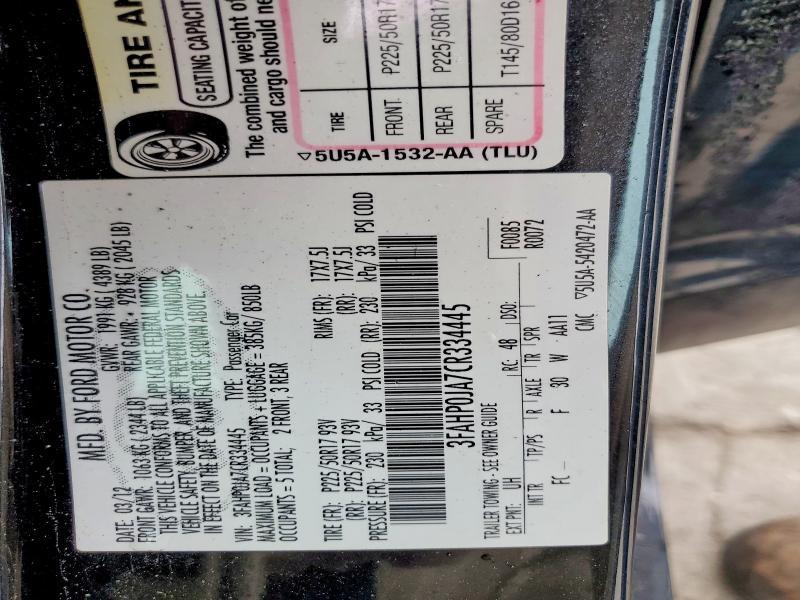 TIRE AN
SEATING CAPACIT
The combined weight of
and cargo should ne
TIRE SIZE
FRONT P225/50R17
REAR P225/50R17
SPARE T145/80D16
5U5A-1532-AA (TLU)
MFD. BY FORD MOTOR CO.
DATE: 03/12 GVWR: 1991 KG ( 4389 LB)
FRONT GAWR: 1063 KG ( 2344 LB) REAR GAWR: 928 KG ( 2045 LB)
THIS VEHICLE CONFORMS TO ALL APPLICABLE FEDERAL MOTOR
VEHICLE SAFETY, BUMPER, AND THEFT PREVENTION STANDARDS
IN EFFECT ON THE DATE OF MANUFACTURE SHOWN ABOVE.
VIN: 3FAHP0JA7CR334445 TYPE: Passenger Car
MAXIMUM LOAD = OCCUPANTS + LUGGAGE = 385KG/ 850LB
OCCUPANTS = 5 TOTAL: 2 FRONT, 3 REAR
TIRE (FR): P225/50R17 93V RIMS (FR): 17X7.5J
(RR): P225/50R17 93V (RR): 17X7.5J
PRESSURE (FR): 230 kPa/ 33 PSI COLD (RR): 230 kPa/ 33 PSI COLD
3FAHP0JA7CR334445
TRAILER TOWING - SEE OWNER GUIDE F0085
EXT PNT: UH RC: 48 DSO: R0072
INT TR TP/PS R AXLE TR SPR
FC F 30 W AA11
CMC ▽5U5A-5420472-AA